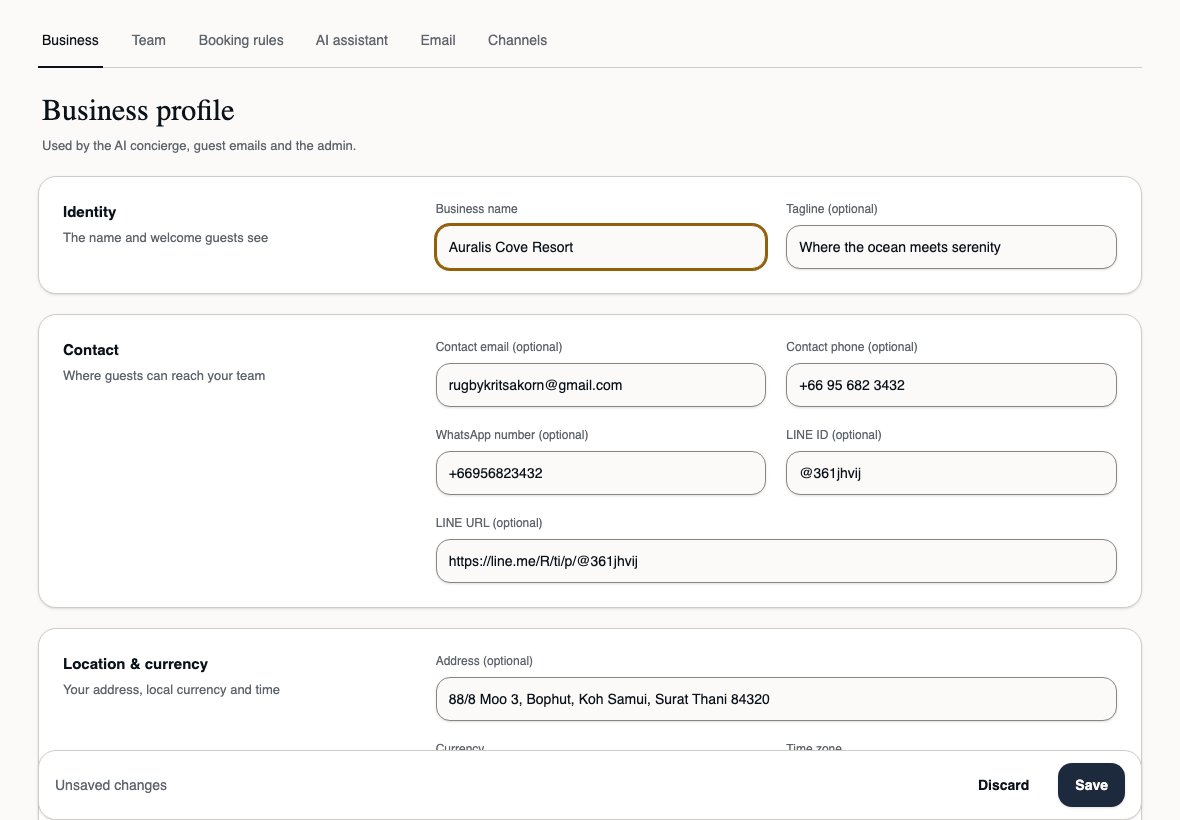 Business Team Booking rules AI assistant Email Channels
Business profile
Used by the AI concierge, guest emails and the admin.
Identity
The name and welcome guests see
Business name
Auralis Cove Resort
Tagline (optional)
Where the ocean meets serenity
Contact
Where guests can reach your team
Contact email (optional)
rugbykritsakorn@gmail.com
Contact phone (optional)
+66 95 682 3432
WhatsApp number (optional)
+66956823432
LINE ID (optional)
@361jhvij
LINE URL (optional)
https://line.me/R/ti/p/@361jhvij
Location & currency
Your address, local currency and time
Address (optional)
88/8 Moo 3, Bophut, Koh Samui, Surat Thani 84320
Currency
Time zone
Unsaved changes
Discard
Save